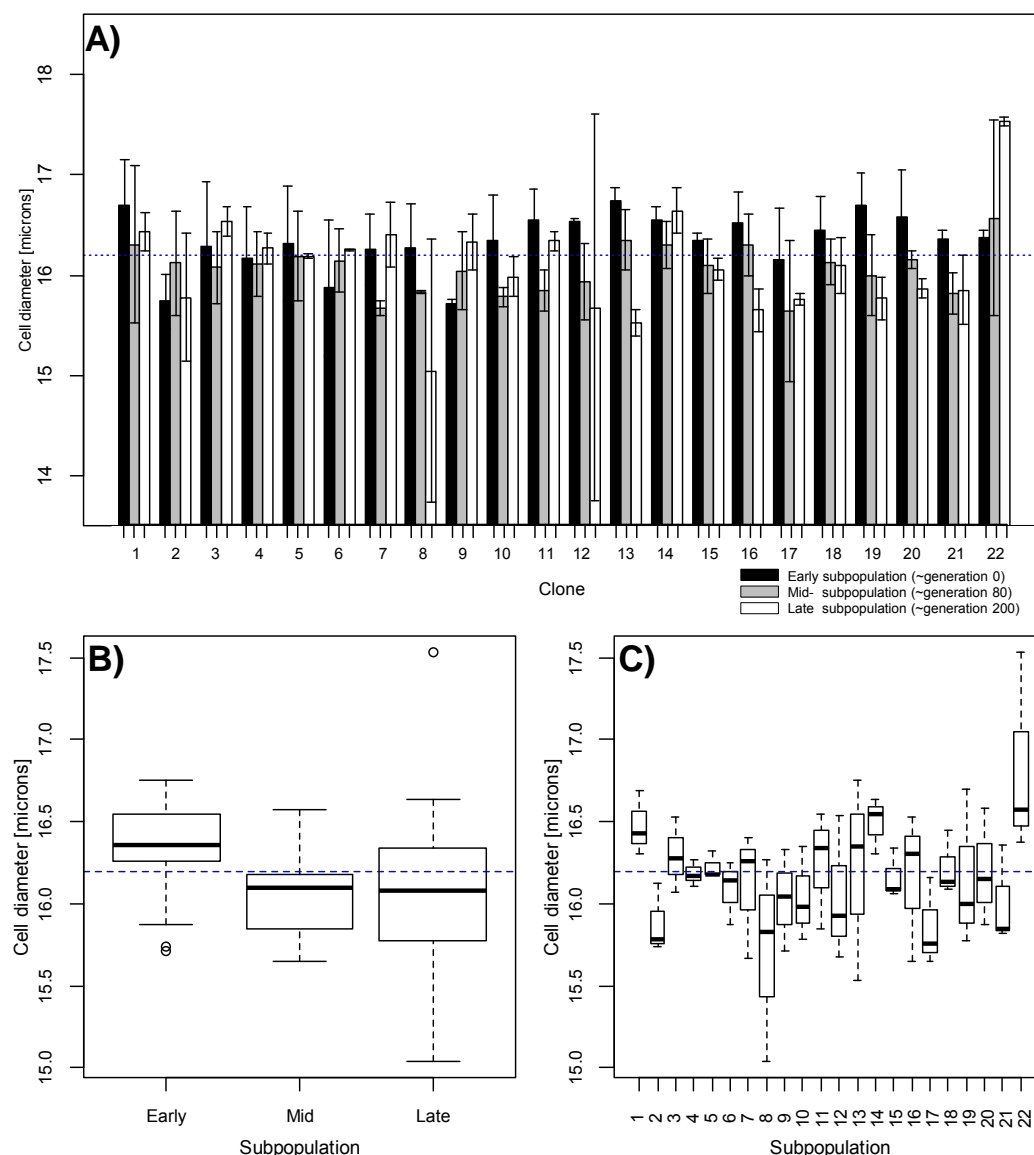 A)
Cell diameter [microns]
18
17
16
15
14
1 2 3 4 5 6 7 8 9 10 11 12 13 14 15 16 17 18 19 20 21 22
Clone
Early subpopulation (~generation 0)
Mid- subpopulation (~generation 80)
Late subpopulation (~generation 200)
B)
Cell diameter [microns]
17.5
17.0
16.5
16.0
15.5
15.0
Early Mid Late
Subpopulation
C)
Cell diameter [microns]
17.5
17.0
16.5
16.0
15.5
15.0
1 2 3 4 5 6 7 8 9 10 11 12 13 14 15 16 17 18 19 20 21 22
Subpopulation